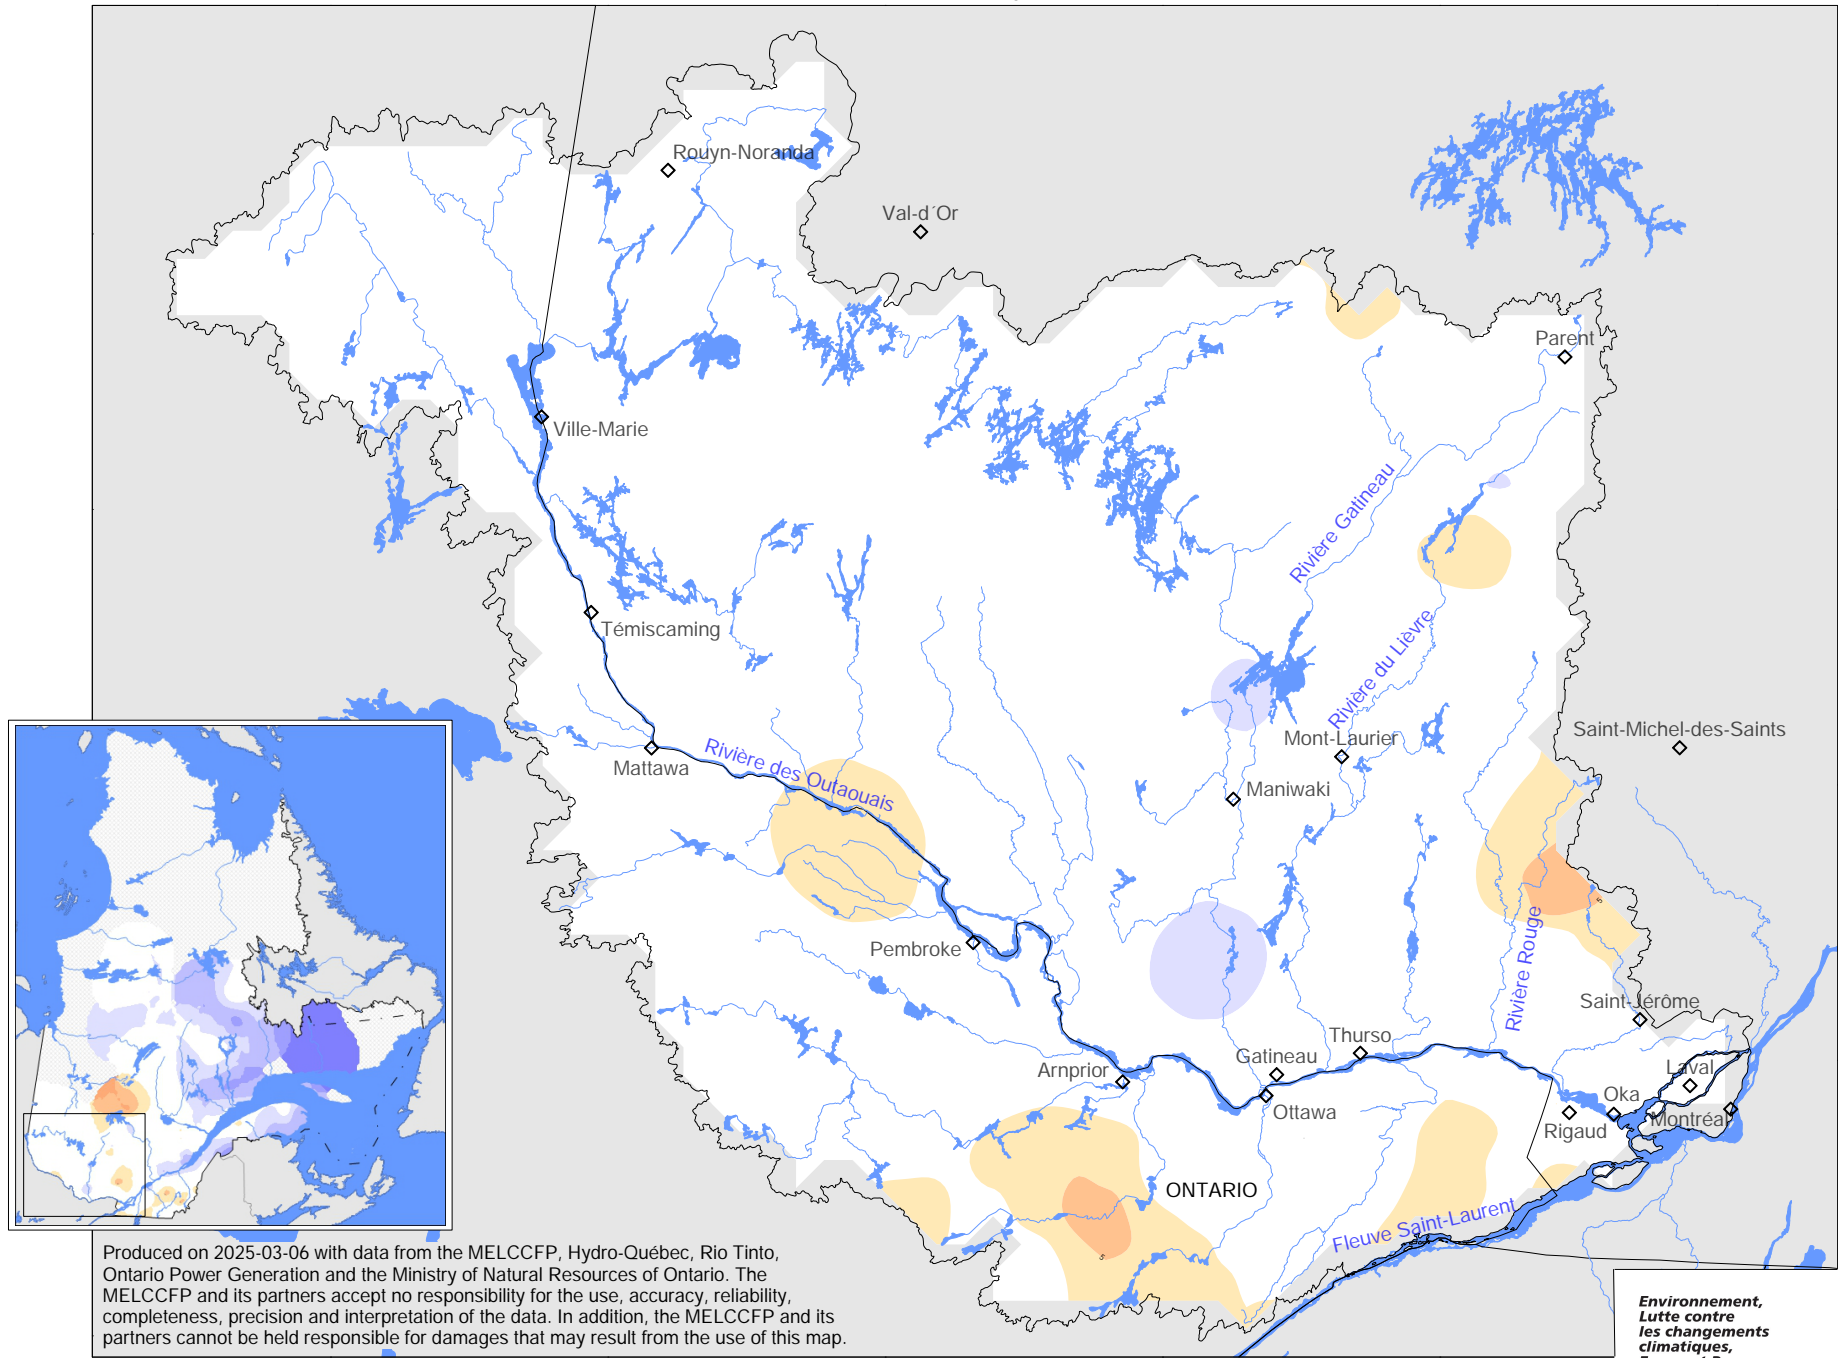 Rouyn-Noranda
Val-d´Or
Parent
Ville-Marie
Rivière Gatineau
Témiscaming
Rivière du Lièvre
Saint-Michel-des-Saints
Mont-Laurier
Rivière des Outaouais
Mattawa
Maniwaki
5
Pembroke
Rivière Rouge
Saint-Jérôme
Thurso
Gatineau
Arnprior
Laval
Oka
Ottawa
Montréal
Rigaud
ONTARIO
Fleuve Saint-Laurent
5
Produced on 2025-03-06 with data from the MELCCFP, Hydro-Québec, Rio Tinto,
Ontario Power Generation and the Ministry of Natural Resources of Ontario. The
MELCCFP and its partners accept no responsibility for the use, accuracy, reliability,
completeness, precision and interpretation of the data. In addition, the MELCCFP and its
partners cannot be held responsible for damages that may result from the use of this map.
Environnement,
Lutte contre
les changements
climatiques,